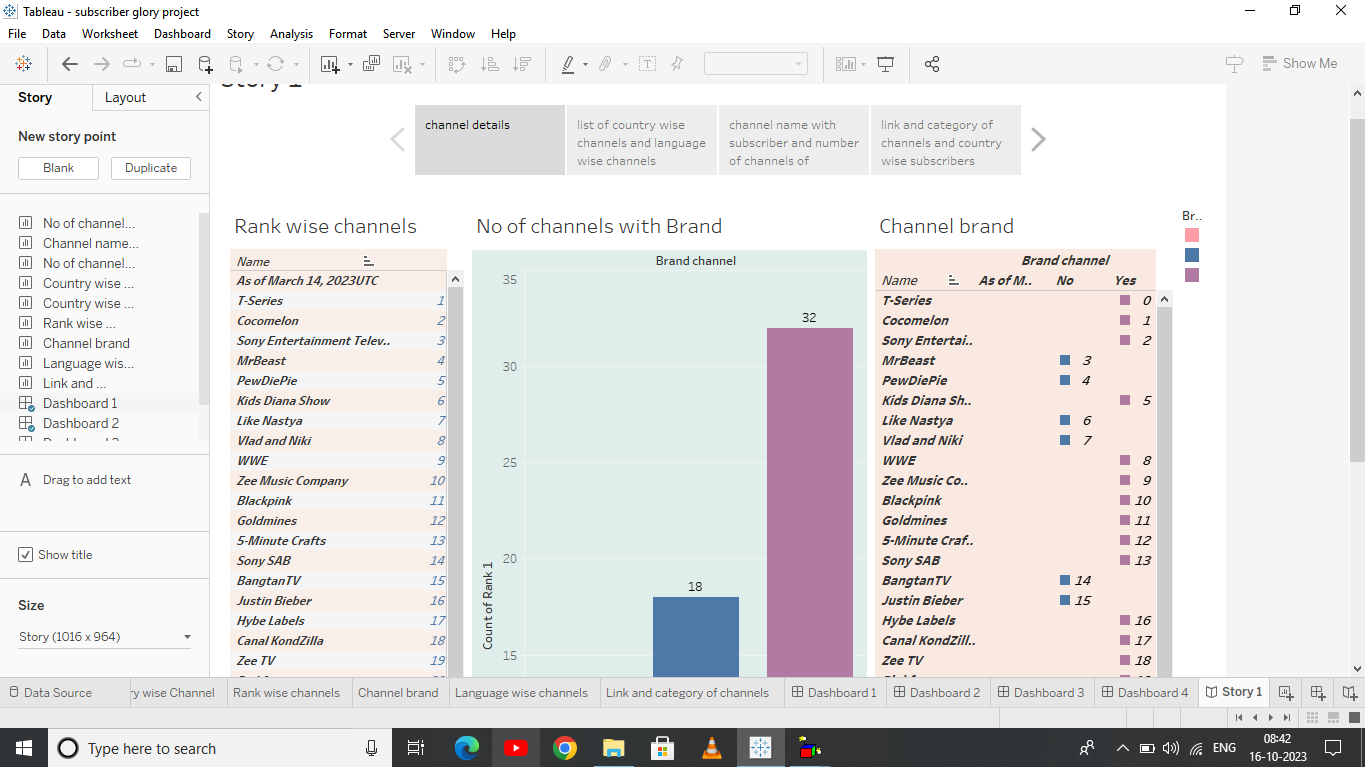 Tableau - subscriber glory project
File Data Worksheet Dashboard Story Analysis Format Server Window Help
Show Me
Story Layout
Story 1
New story point
Blank Duplicate
No of channel...
Channel name...
No of channel...
Country wise ...
Country wise ...
Rank wise ...
Channel brand
Language wis...
Link and ...
Dashboard 1
Dashboard 2
A Drag to add text
Show title
Size
Story (1016 x 964)
channel details
list of country wise
channels and language
wise channels
channel name with
subscriber and number
of channels of
link and category of
channels and country
wise subscribers
Rank wise channels
Name
As of March 14, 2023UTC
T-Series 1
Cocomelon 2
Sony Entertainment Telev.. 3
MrBeast 4
PewDiePie 5
Kids Diana Show 6
Like Nastya 7
Vlad and Niki 8
WWE 9
Zee Music Company 10
Blackpink 11
Goldmines 12
5-Minute Crafts 13
Sony SAB 14
BangtanTV 15
Justin Bieber 16
Hybe Labels 17
Canal KondZilla 18
Zee TV 19
No of channels with Brand
Brand channel
35
30
25
20
15
Count of Rank 1
18
32
Channel brand
Brand channel
Name As of M.. No Yes
T-Series 0
Cocomelon 1
Sony Entertai.. 2
MrBeast 3
PewDiePie 4
Kids Diana Sh.. 5
Like Nastya 6
Vlad and Niki 7
WWE 8
Zee Music Co.. 9
Blackpink 10
Goldmines 11
5-Minute Craf.. 12
Sony SAB 13
BangtanTV 14
Justin Bieber 15
Hybe Labels 16
Canal KondZill.. 17
Zee TV 18
Br..
Data Source ry wise Channel Rank wise channels Channel brand Language wise channels Link and category of channels Dashboard 1 Dashboard 2 Dashboard 3 Dashboard 4 Story 1
Type here to search
ENG
08:42
16-10-2023